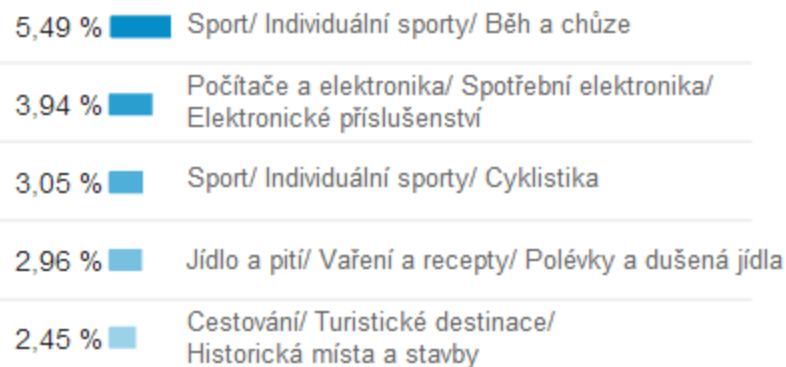 5,49 % Sport/ Individuální sporty/ Běh a chůze
3,94 % Počítače a elektronika/ Spotřební elektronika/
Elektronické příslušenství
3,05 % Sport/ Individuální sporty/ Cyklistika
2,96 % Jídlo a pití/ Vaření a recepty/ Polévky a dušená jídla
2,45 % Cestování/ Turistické destinace/
Historická místa a stavby